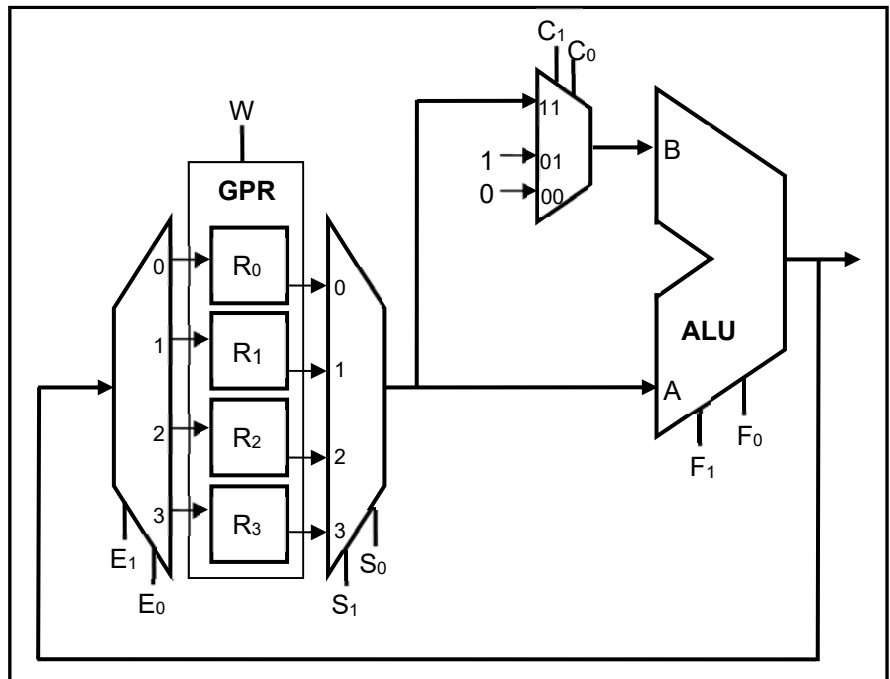 C₁
C₀
W
11
GPR
1
01
B
0
00
0
R₀
0
ALU
1
R₁
1
A
2
R₂
2
F₁
F₀
3
R₃
3
E₁
E₀
S₀
S₁